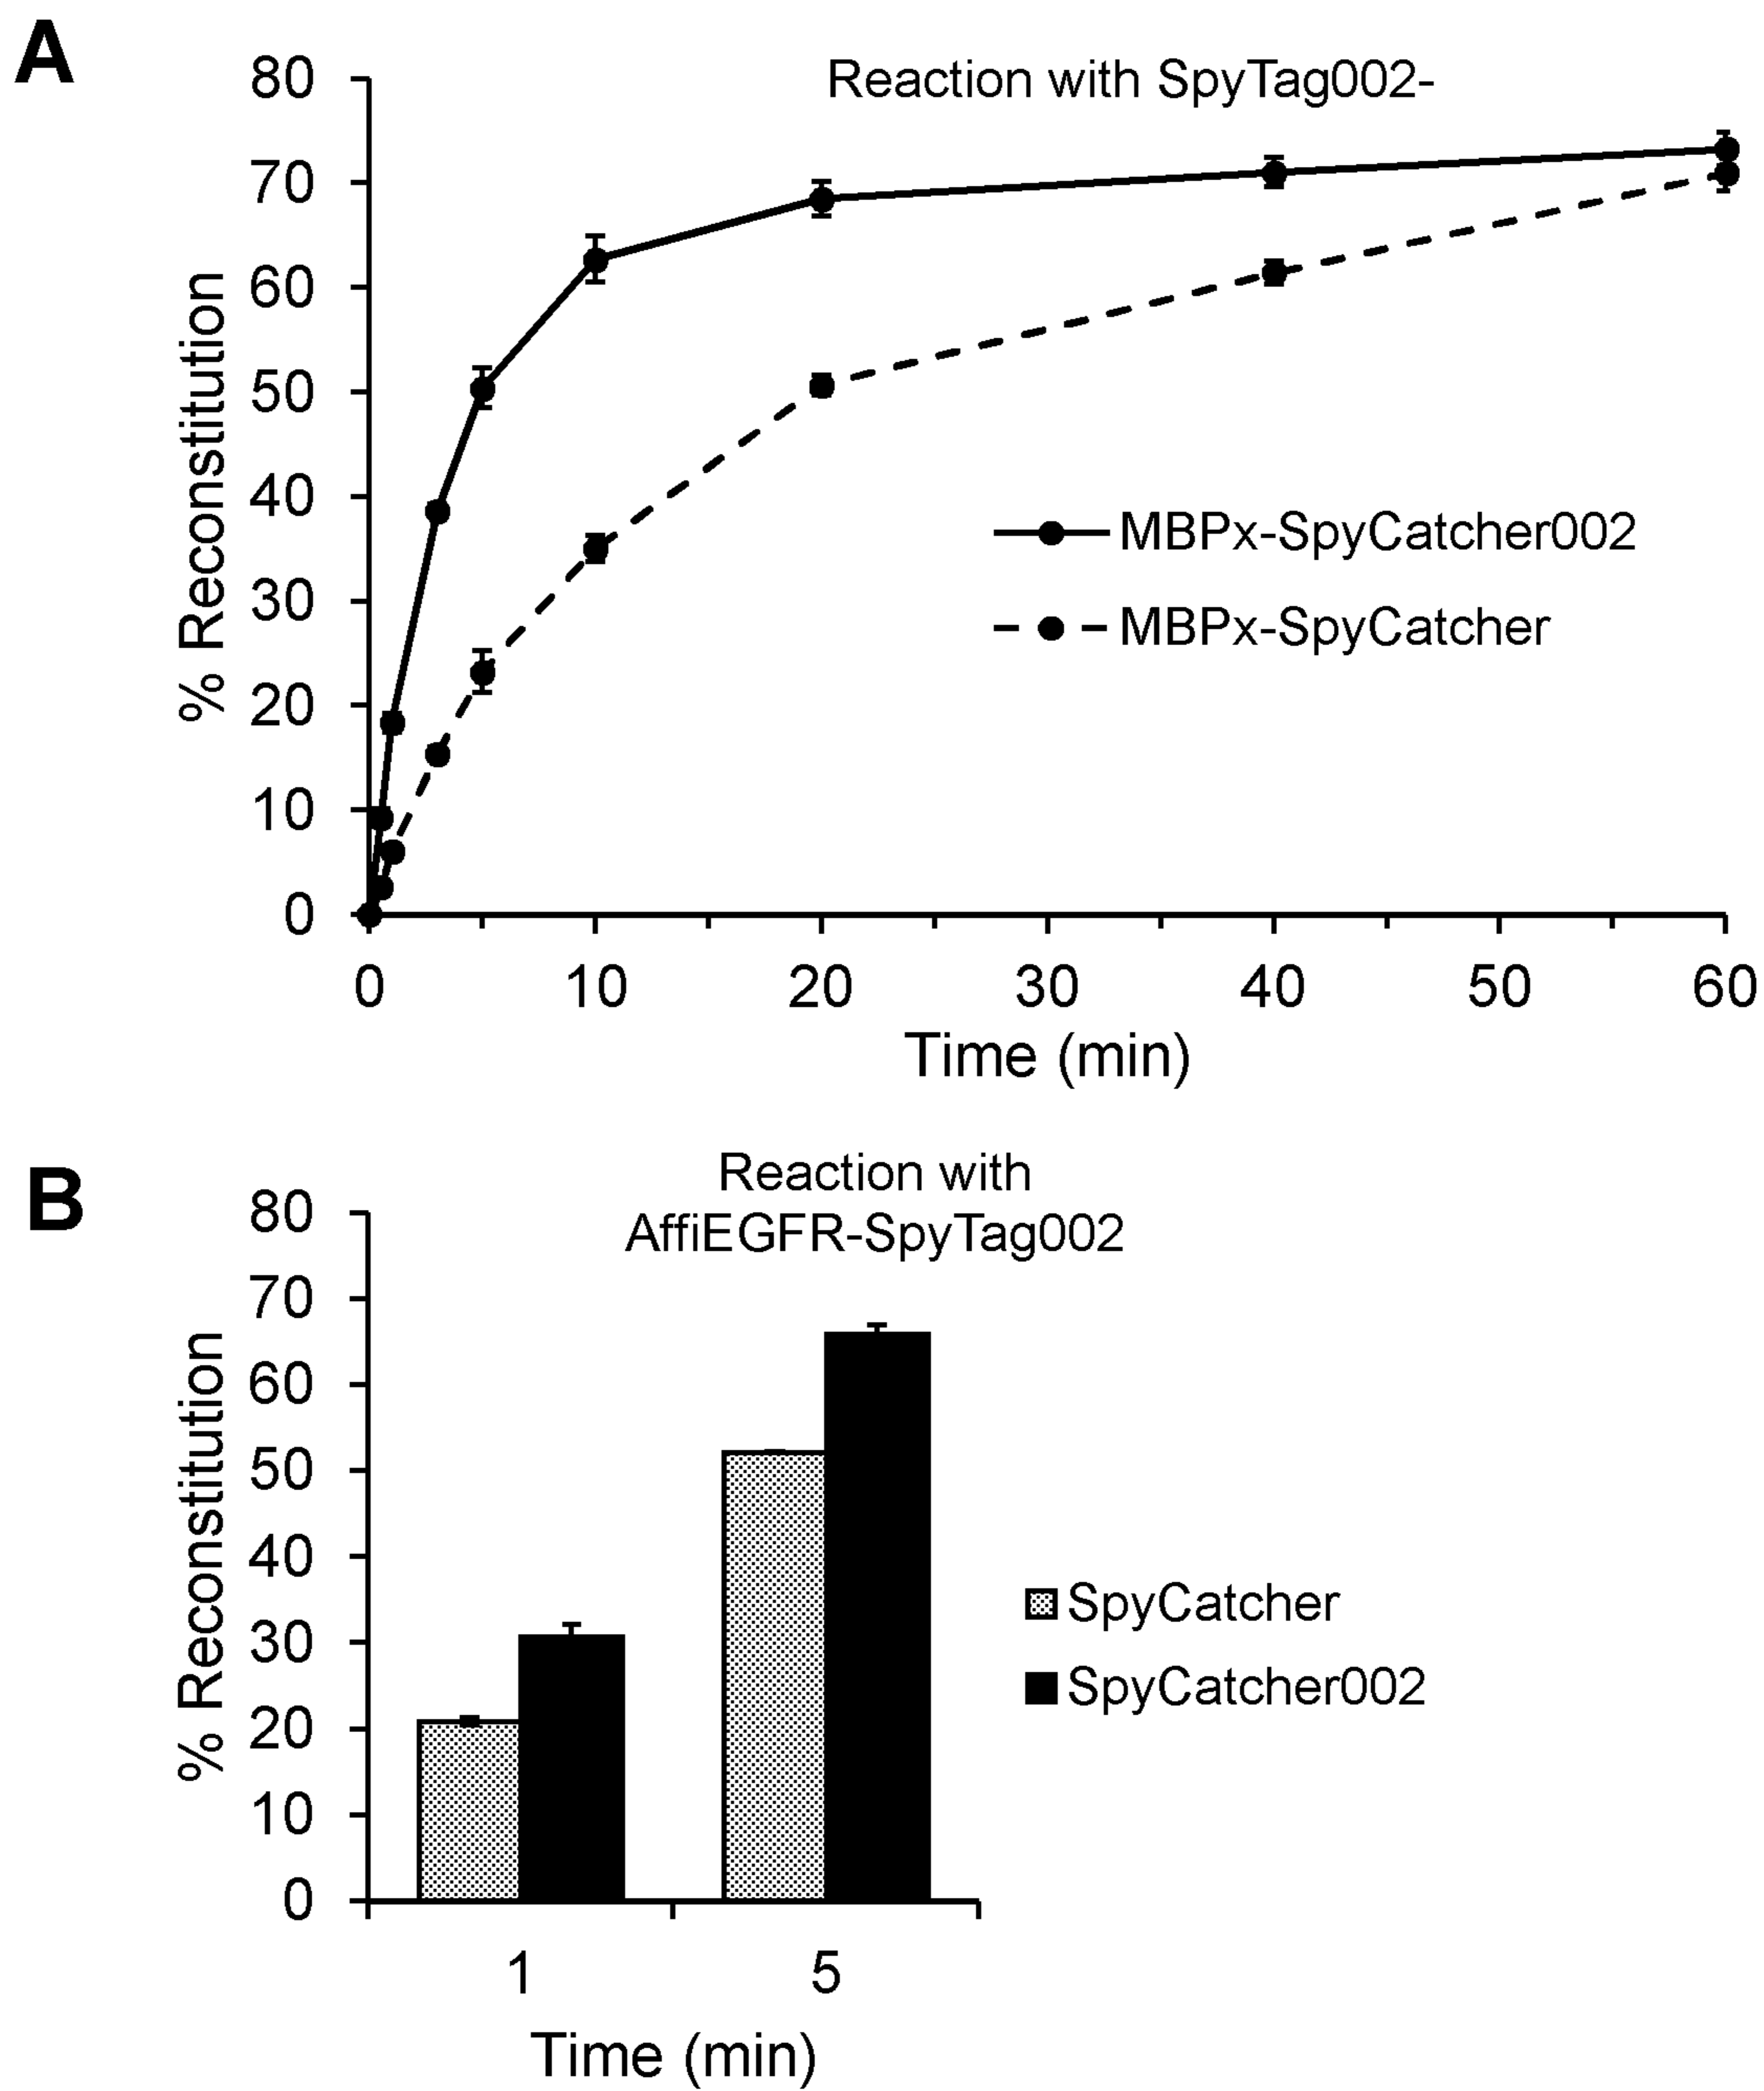 A
Reaction with SpyTag002-
80
70
60
50
40
30
20
10
0
% Reconstitution
MBPx-SpyCatcher002
MBPx-SpyCatcher
0 10 20 30 40 50 60
Time (min)
B
Reaction with
AffiEGFR-SpyTag002
80
70
60
50
40
30
20
10
0
% Reconstitution
SpyCatcher
SpyCatcher002
1 5
Time (min)